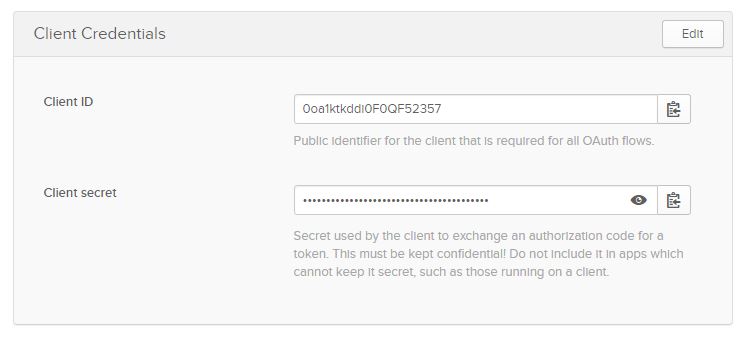 Client Credentials
Edit
Client ID
0oa1ktkddi0F0QF52357
Public identifier for the client that is required for all OAuth flows.
Client secret
••••••••••••••••••••••••••••••••••••••••
Secret used by the client to exchange an authorization code for a
token. This must be kept confidential! Do not include it in apps which
cannot keep it secret, such as those running on a client.